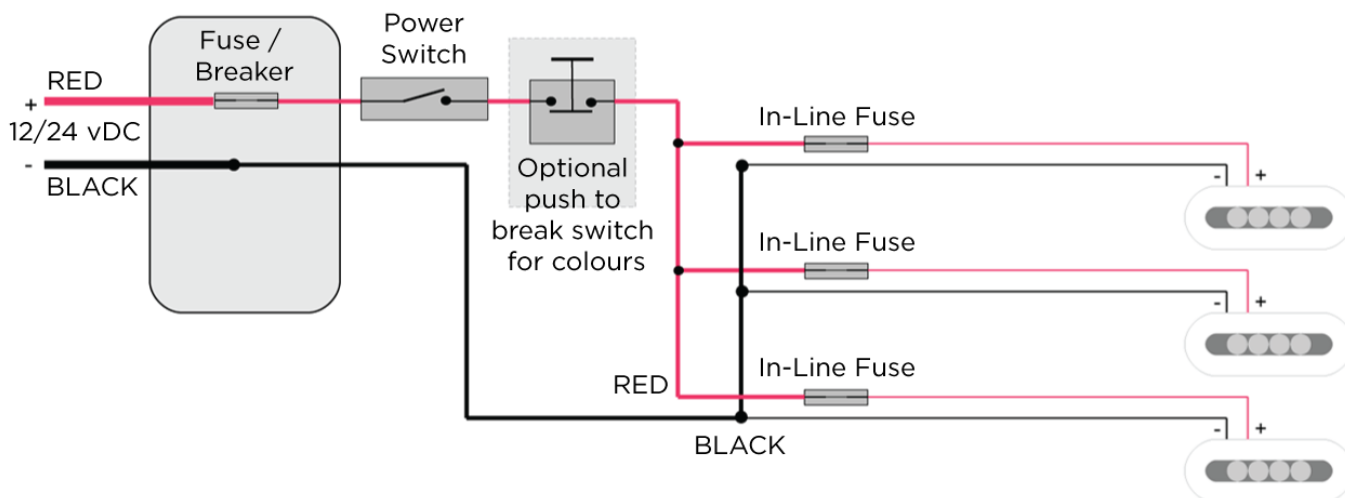 Fuse /
Breaker
Power
Switch
RED
+
12/24 vDC
-
BLACK
Optional
push to
break switch
for colours
In-Line Fuse
- +
In-Line Fuse
- +
In-Line Fuse
RED
- +
BLACK